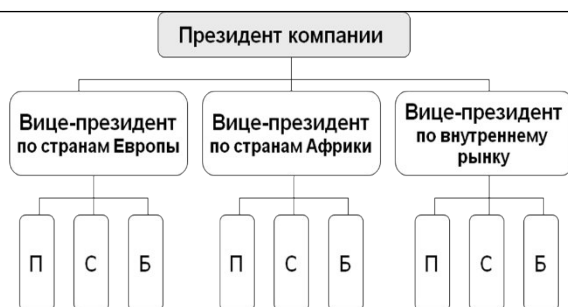 Президент компании
Вице-президент
по странам Европы
Вице-президент
по странам Африки
Вице-президент
по внутреннему
рынку
П С Б П С Б П С Б